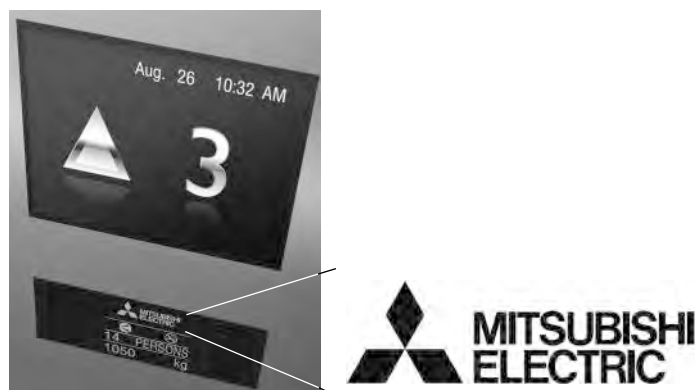 Aug. 26 10:32 AM
3
MITSUBISHI
ELECTRIC
14 PERSONS
1050 kg
MITSUBISHI
ELECTRIC